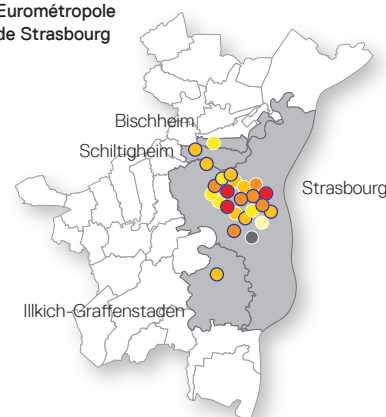 Eurométropole
de Strasbourg
Bischheim
Schiltigheim
Strasbourg
Illkich-Graffenstaden